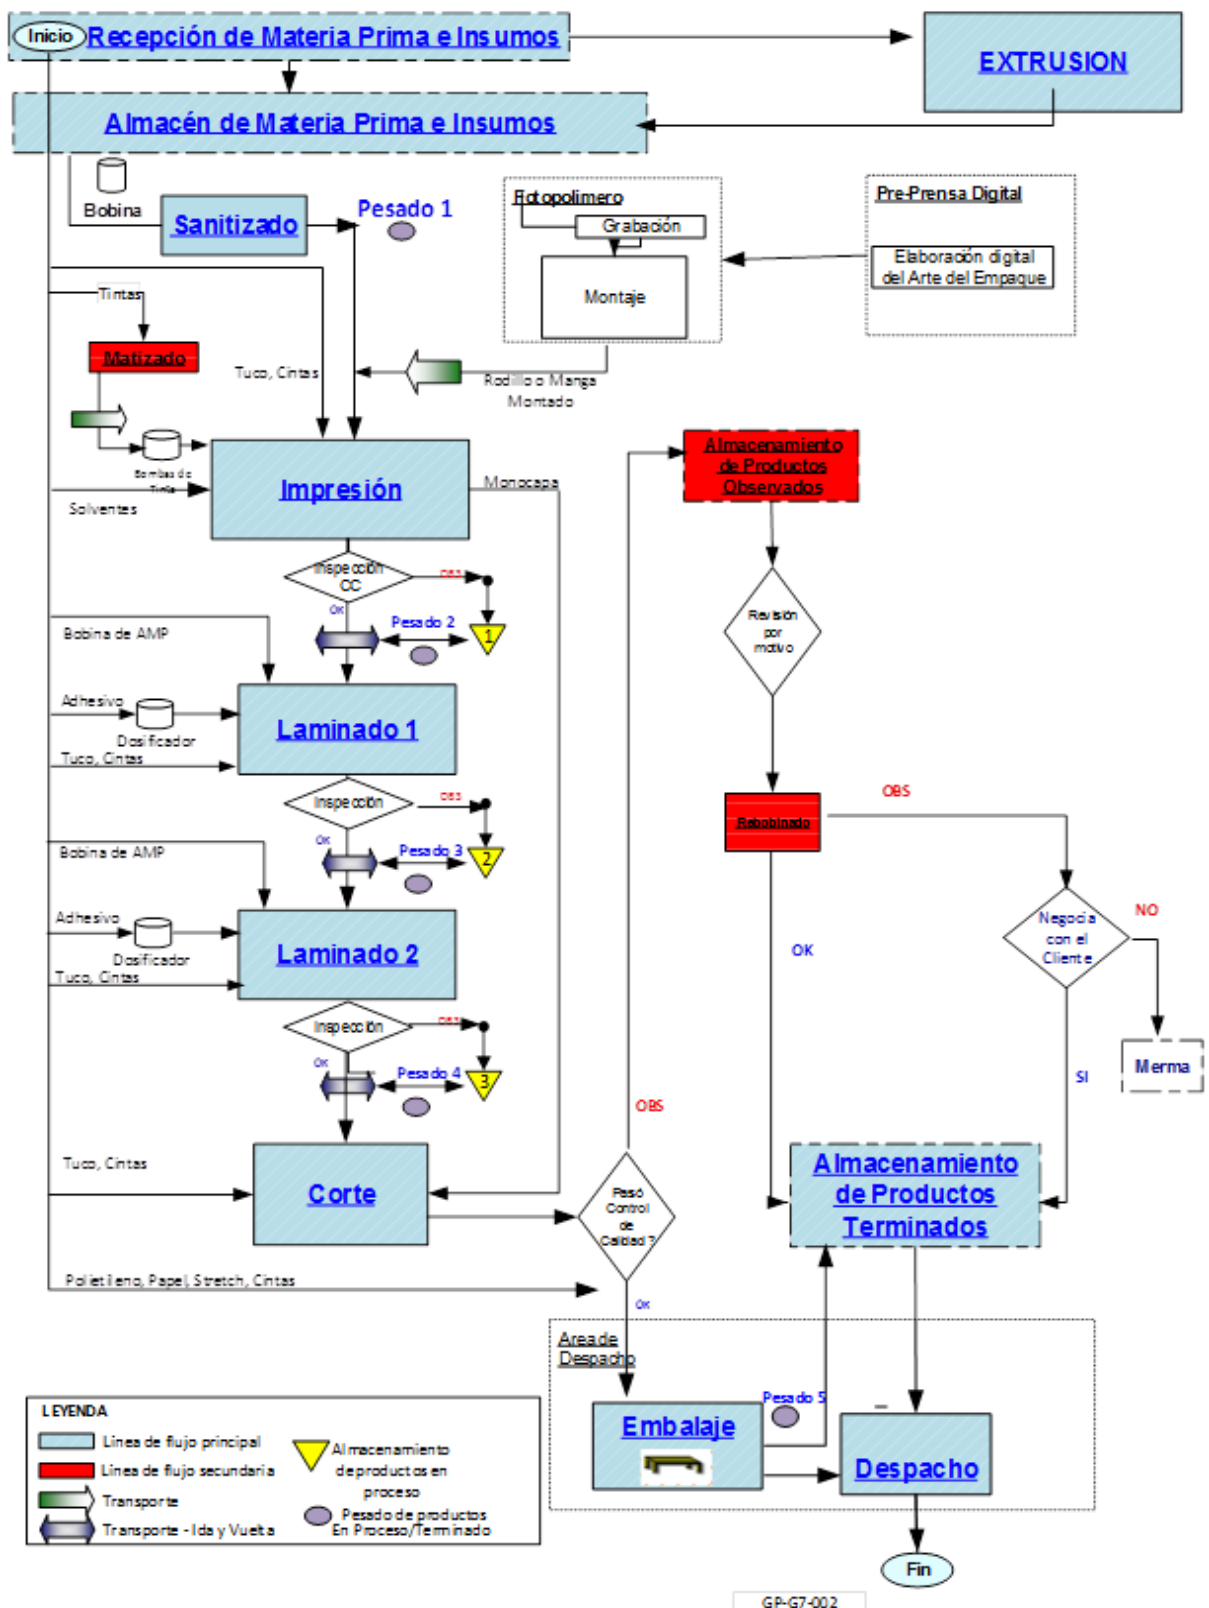 Inicio
Recepción de Materia Prima e Insumos
EXTRUSION
Almacén de Materia Prima e Insumos
Bobina
Sanitizado
Pesado 1
Fotopolimero
Grabación
Montaje
Pre-Prensa Digital
Elaboración digital
del Arte del Empaque
Tintas
Matizado
Tuco, Cintas
Rodillo o Manga
Montado
Bombas de
Tinta
Solventes
Impresión
Monocapa
Almacenamiento
de Productos
Observados
Inspección
CC
OBS
OK
Pesado 2
1
Revisión
por
motivo
Bobina de AMP
Adhesivo
Dosificador
Tuco, Cintas
Laminado 1
Inspección
OBS
OK
Pesado 3
2
Rebobinado
OBS
Bobina de AMP
Adhesivo
Dosificador
Tuco, Cintas
Laminado 2
OK
Negocia
con el
Cliente
NO
Inspección
OBS
OK
Pesado 4
3
SI
Merma
OBS
Tuco, Cintas
Corte
Pasó
Control
de
Calidad ?
Almacenamiento
de Productos
Terminados
Polietileno, Papel, Stretch, Cintas
OK
Area de
Despacho
Embalaje
Pesado 5
Despacho
Fin
LEYENDA
Linea de flujo principal
Linea de flujo secundaria
Transporte
Transporte - Ida y Vuelta
Almacenamiento
de productos en
proceso
Pesado de productos
En Proceso/Terminado
GP-G7-002